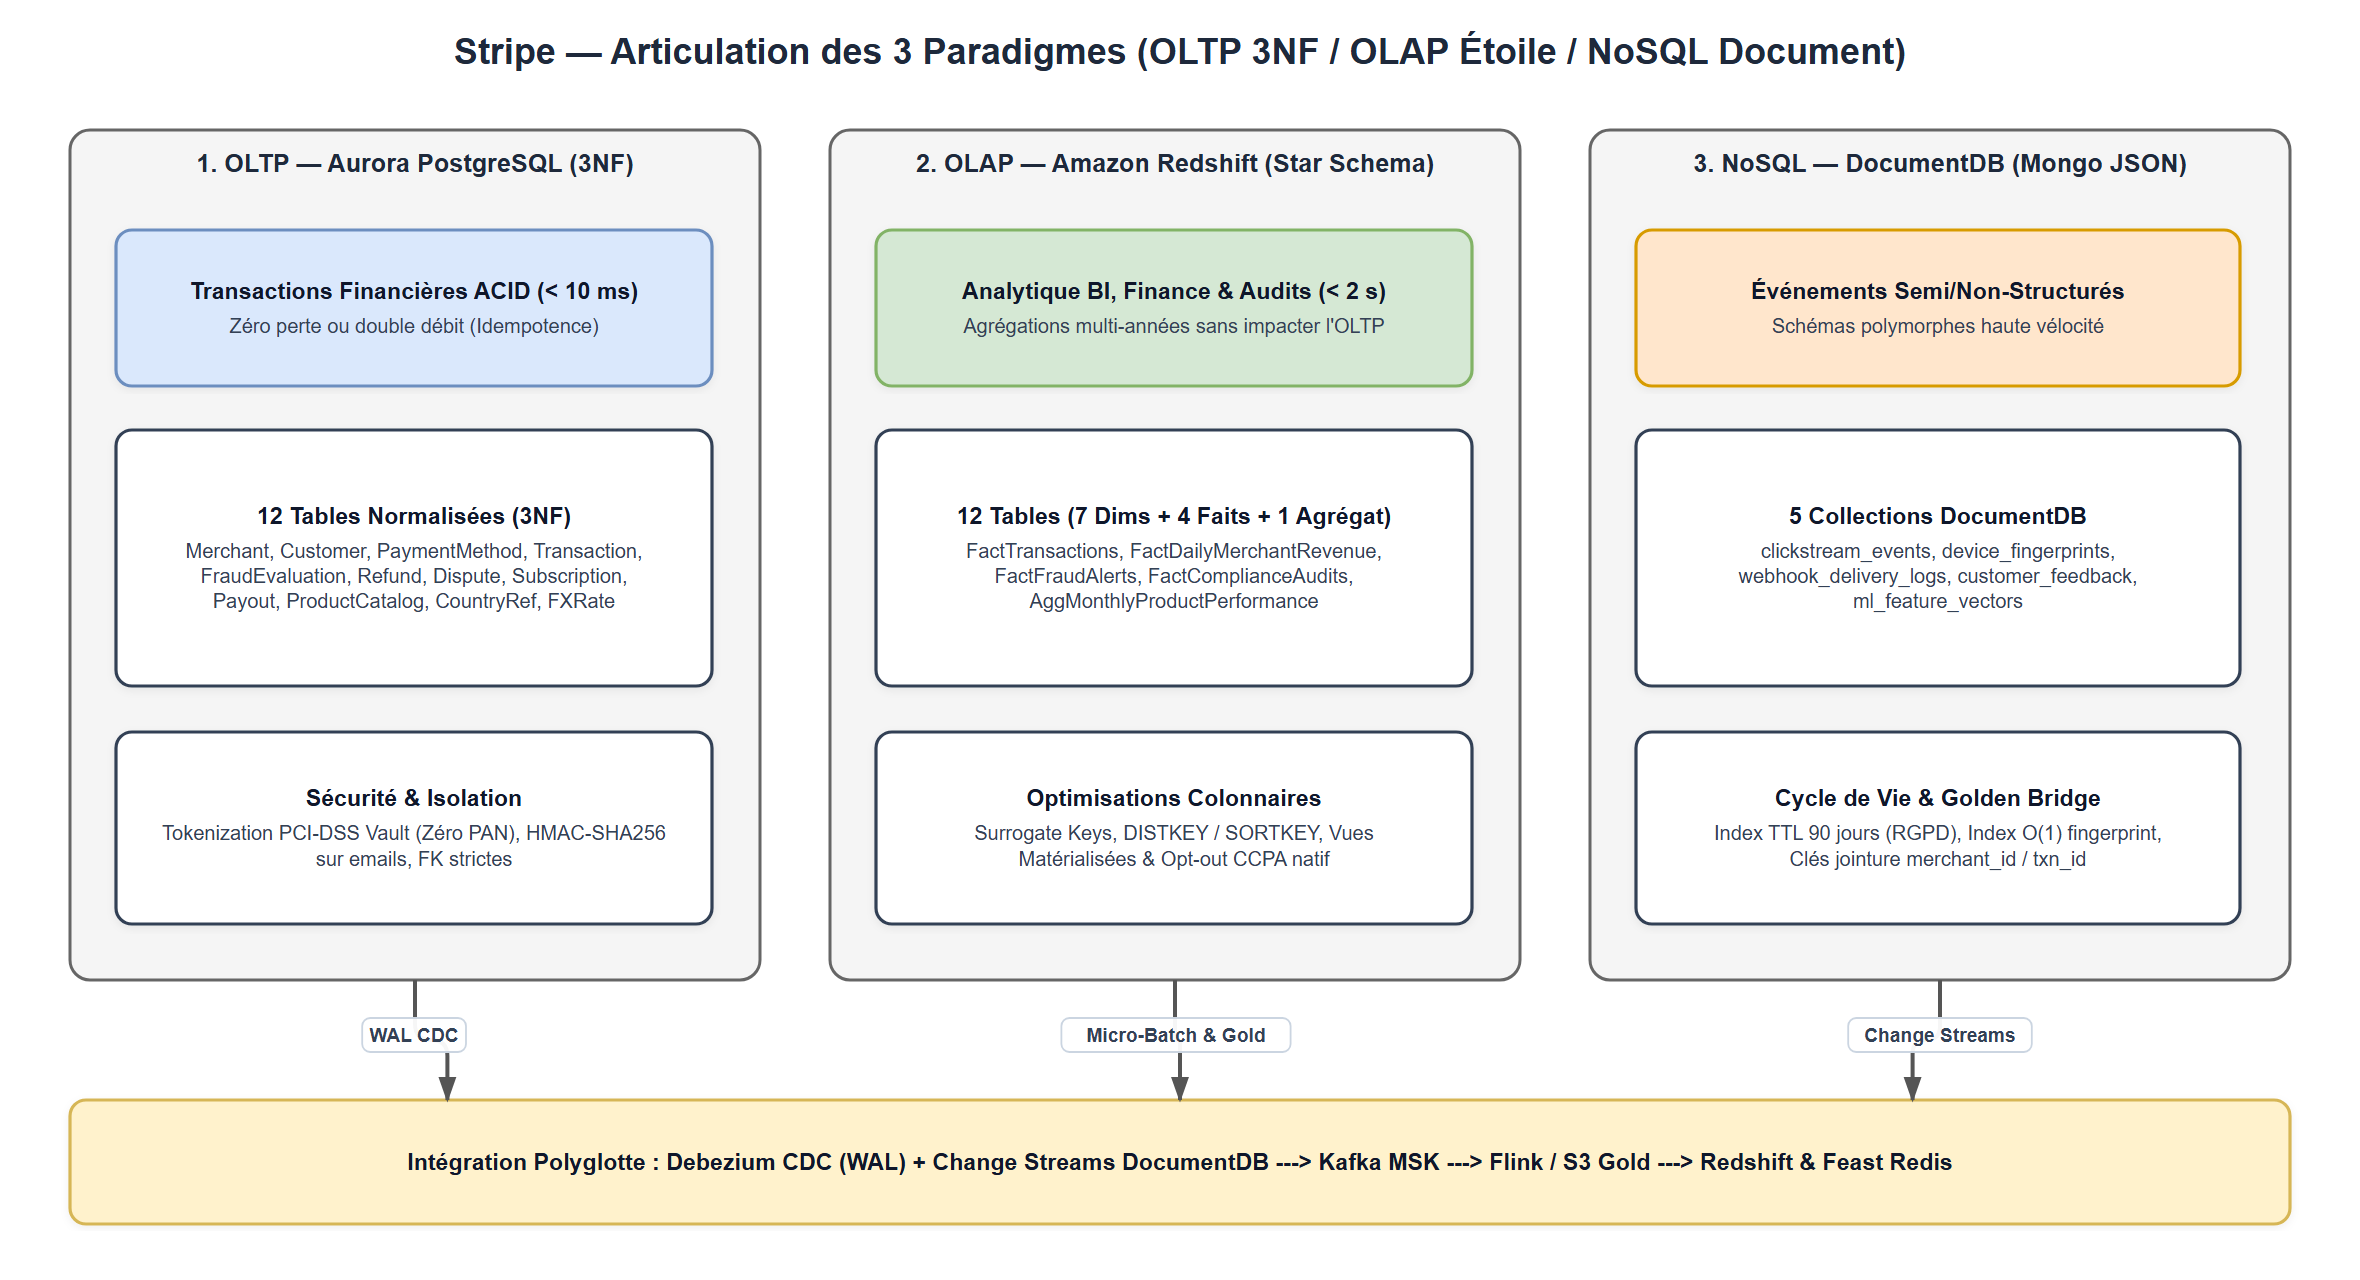 Stripe — Articulation des 3 Paradigmes (OLTP 3NF / OLAP Étoile / NoSQL Document)
1. OLTP — Aurora PostgreSQL (3NF)
Transactions Financières ACID (< 10 ms)
Zéro perte ou double débit (Idempotence)
12 Tables Normalisées (3NF)
Merchant, Customer, PaymentMethod, Transaction,
FraudEvaluation, Refund, Dispute, Subscription,
Payout, ProductCatalog, CountryRef, FXRate
Sécurité & Isolation
Tokenization PCI-DSS Vault (Zéro PAN), HMAC-SHA256
sur emails, FK strictes
WAL CDC
2. OLAP — Amazon Redshift (Star Schema)
Analytique BI, Finance & Audits (< 2 s)
Agrégations multi-années sans impacter l'OLTP
12 Tables (7 Dims + 4 Faits + 1 Agrégat)
FactTransactions, FactDailyMerchantRevenue,
FactFraudAlerts, FactComplianceAudits,
AggMonthlyProductPerformance
Optimisations Colonnaires
Surrogate Keys, DISTKEY / SORTKEY, Vues
Matérialisées & Opt-out CCPA natif
Micro-Batch & Gold
3. NoSQL — DocumentDB (Mongo JSON)
Événements Semi/Non-Structurés
Schémas polymorphes haute vélocité
5 Collections DocumentDB
clickstream_events, device_fingerprints,
webhook_delivery_logs, customer_feedback,
ml_feature_vectors
Cycle de Vie & Golden Bridge
Index TTL 90 jours (RGPD), Index O(1) fingerprint,
Clés jointure merchant_id / txn_id
Change Streams
Intégration Polyglotte : Debezium CDC (WAL) + Change Streams DocumentDB ---> Kafka MSK ---> Flink / S3 Gold ---> Redshift & Feast Redis